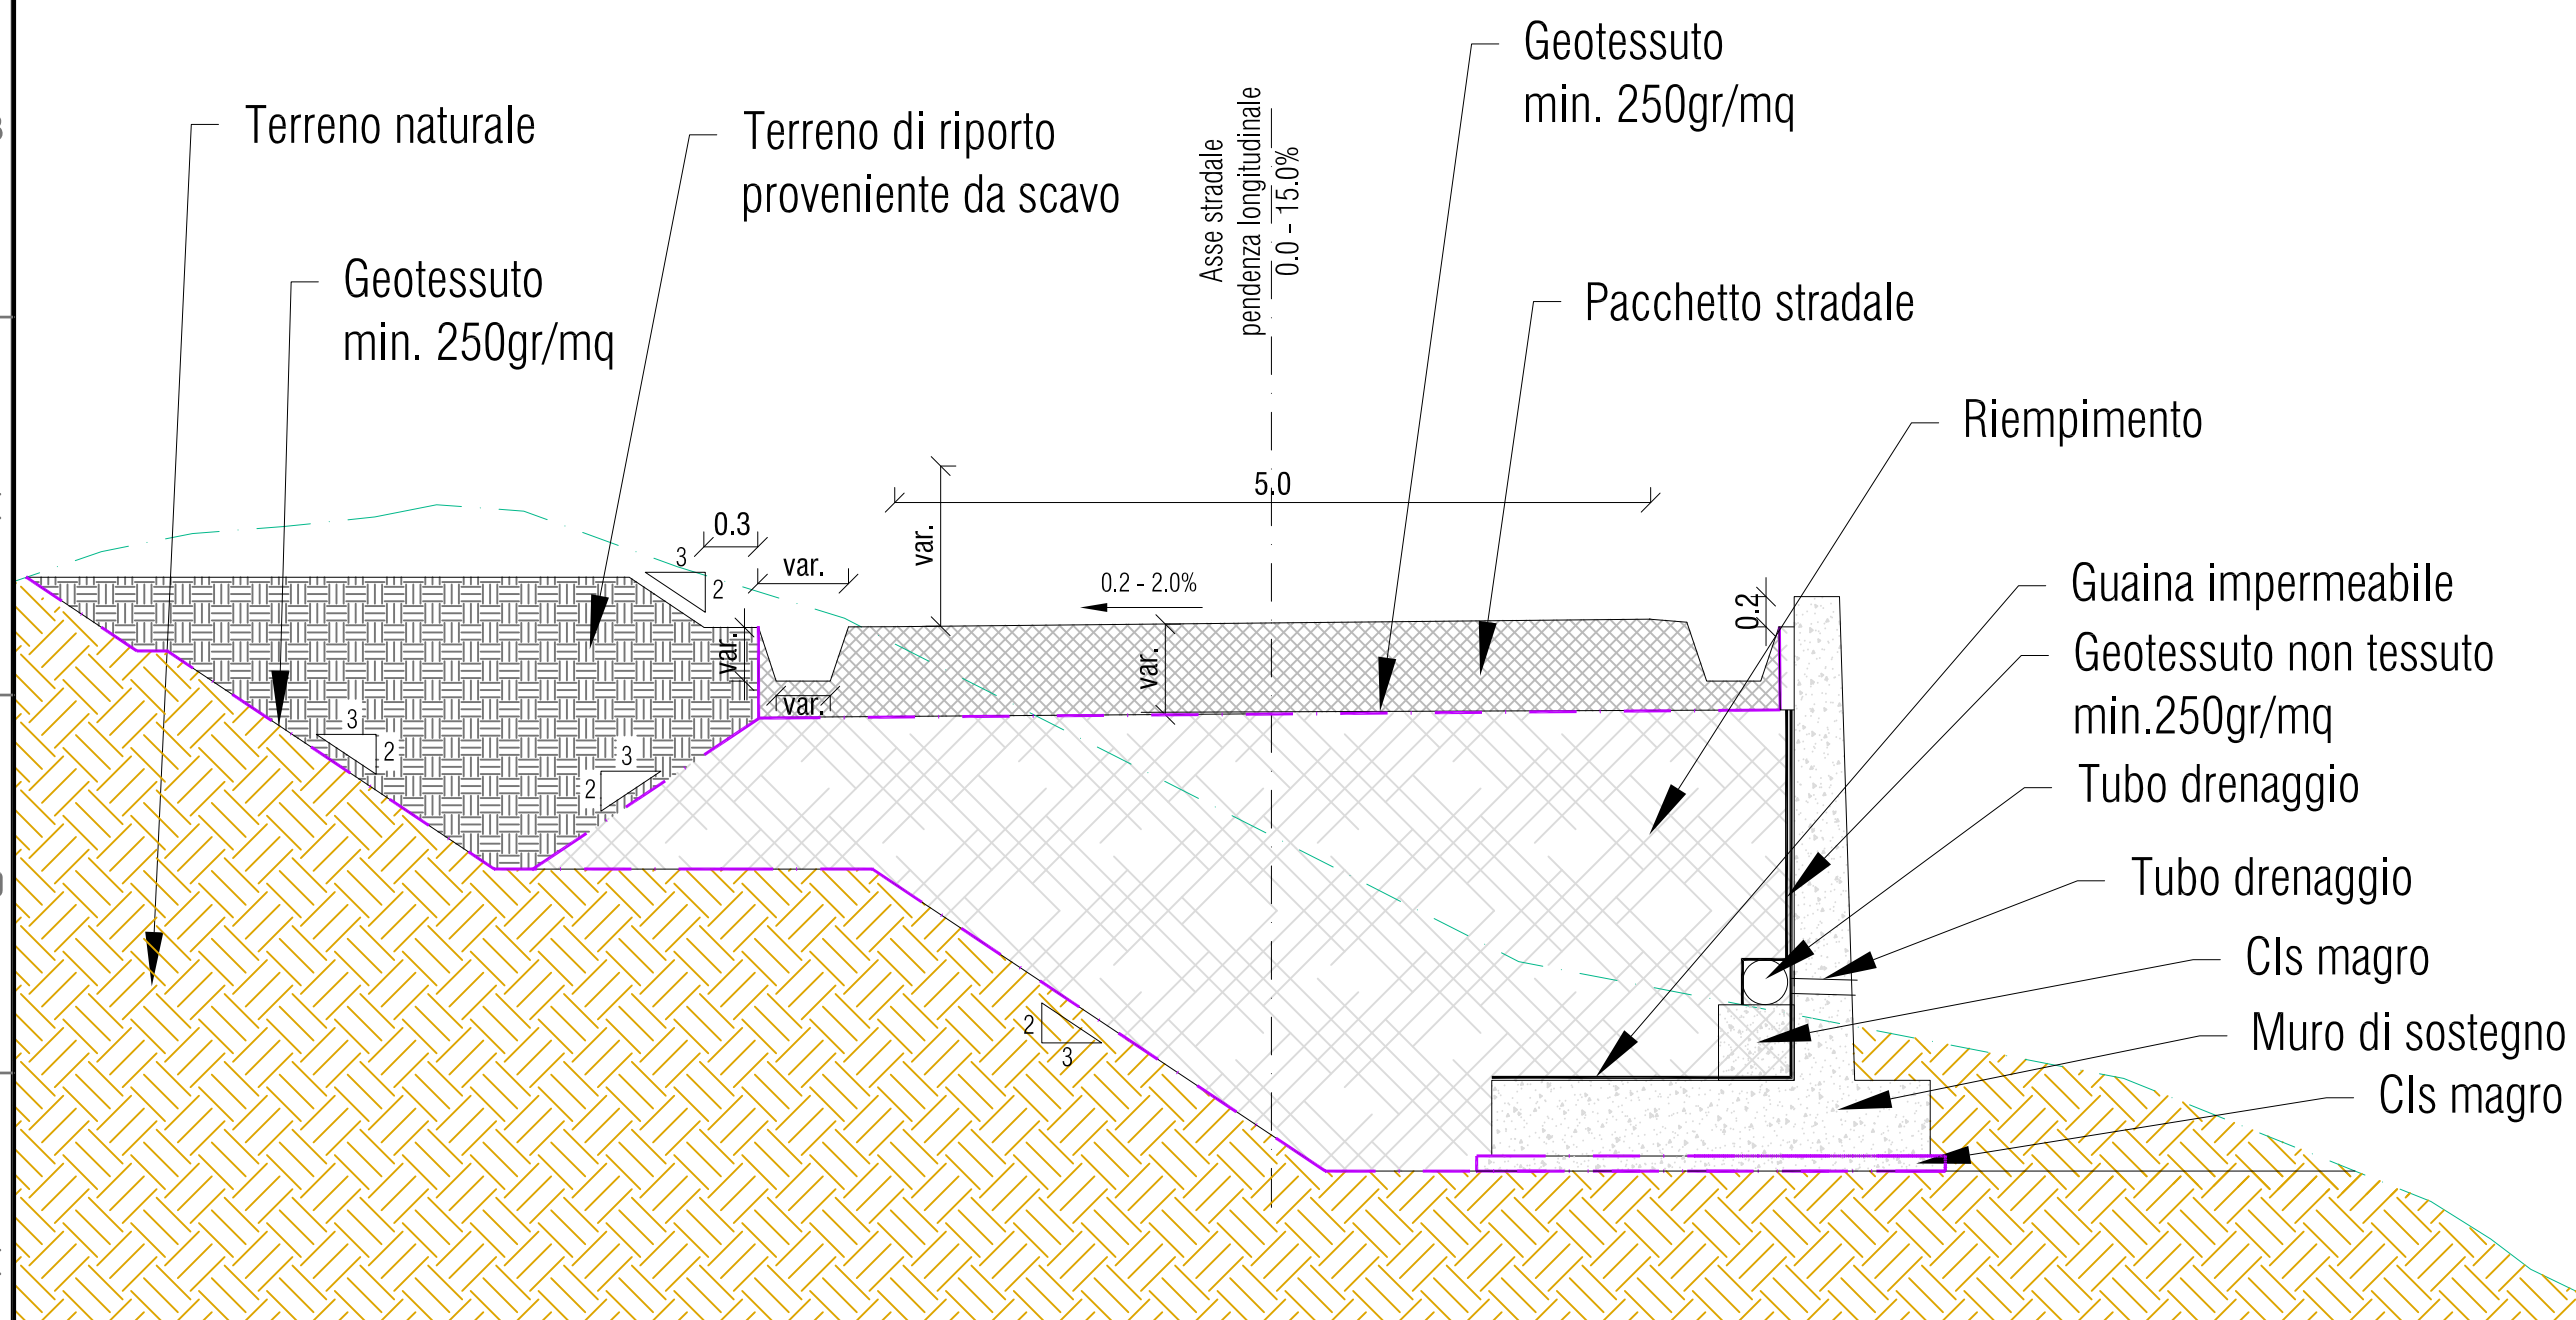 Geotessuto
min. 250gr/mq
Terreno naturale
Terreno di riporto
proveniente da scavo
Asse stradale
pendenza longitudinale
0.0 - 15.0%
Geotessuto
min. 250gr/mq
Pacchetto stradale
Riempimento
5.0
0.3
var.
var.
3
2
0.2 - 2.0%
0.2
Guaina impermeabile
Geotessuto non tessuto
min.250gr/mq
var.
var.
var.
3
2
3
2
Tubo drenaggio
Tubo drenaggio
Cls magro
2
3
Muro di sostegno
Cls magro